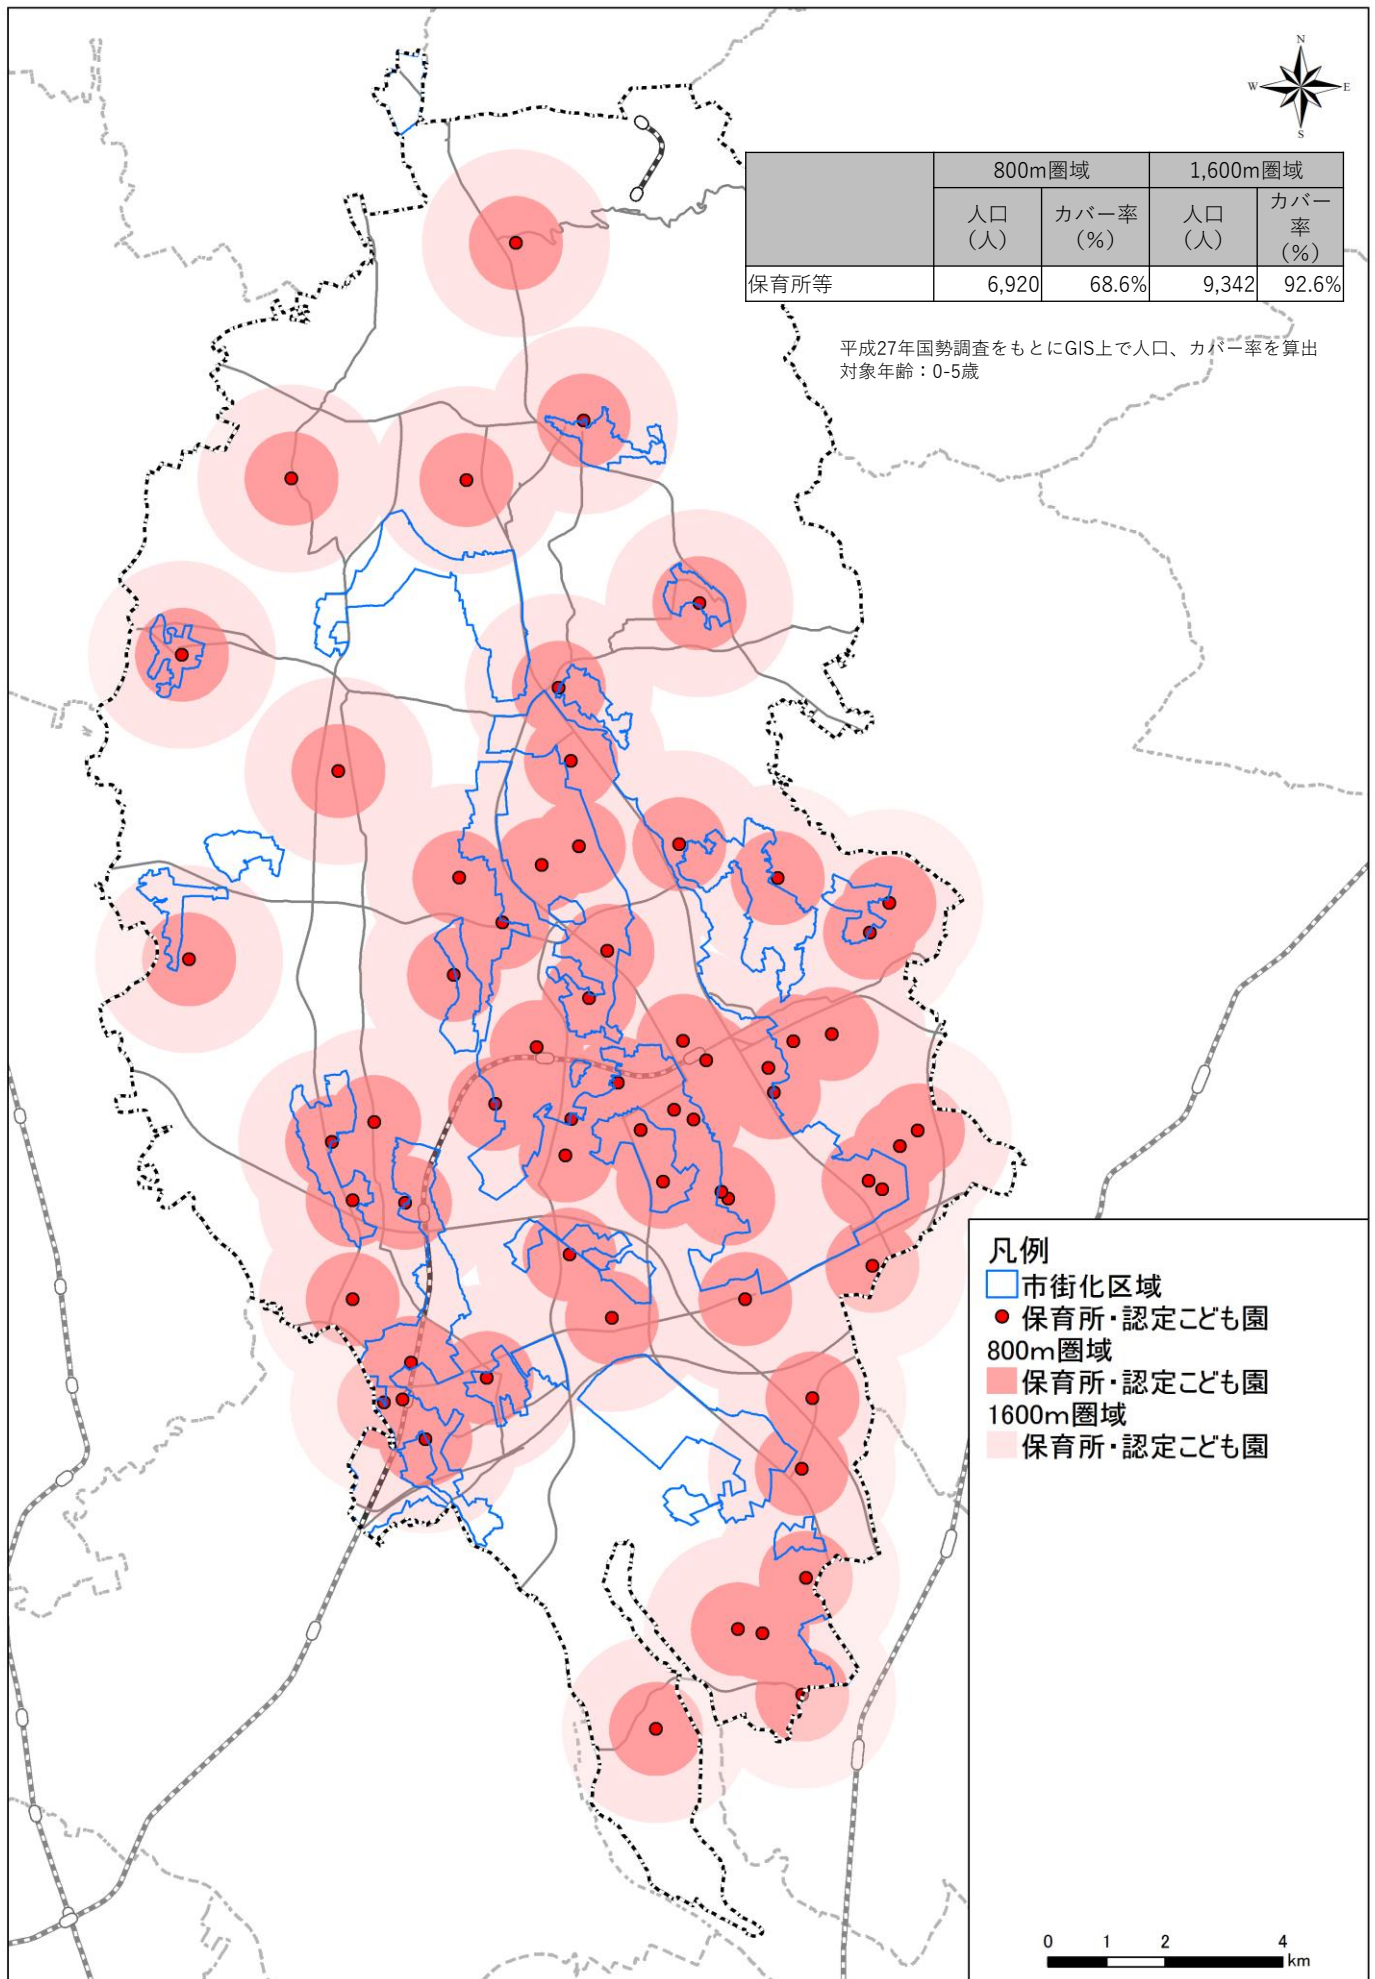 N
W
E
S
800m圏域
1,600m圏域
人口
(人)
カバー率
(%)
人口
(人)
カバー
率
(%)
保育所等
6,920
68.6%
9,342
92.6%
平成27年国勢調査をもとにGIS上で人口、カバー率を算出
対象年齢：0-5歳
凡例
市街化区域
保育所・認定こども園
800m圏域
保育所・認定こども園
1600m圏域
保育所・認定こども園
0 1 2 4
km